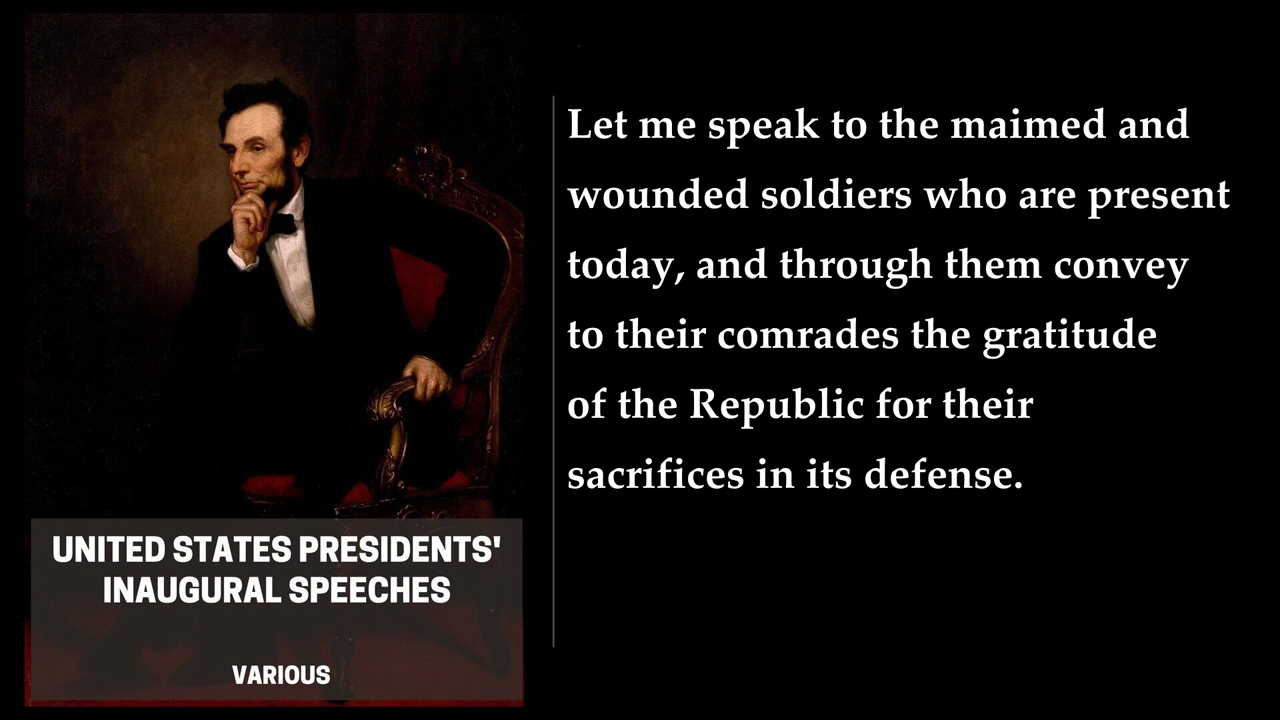 UNITED STATES PRESIDENTS'
INAUGURAL SPEECHES
VARIOUS
Let me speak to the maimed and
wounded soldiers who are present
today, and through them convey
to their comrades the gratitude
of the Republic for their
sacrifices in its defense.